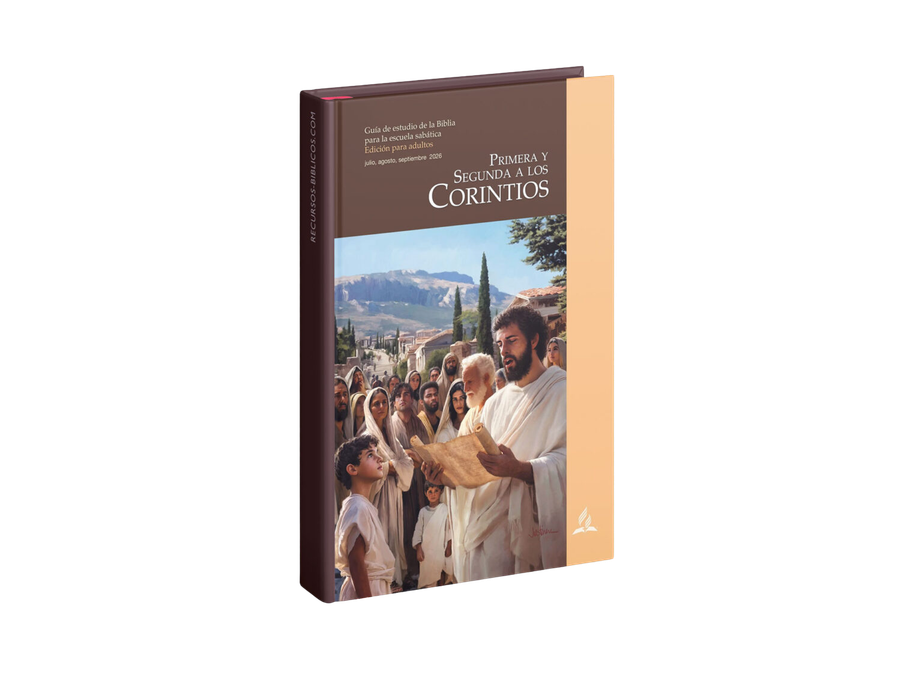 RECURSOS-BIBLICOS.COM
Guía de estudio de la Biblia
para la escuela sabática
Edición para adultos
julio, agosto, septiembre 2026
PRIMERA Y
SEGUNDA A LOS
CORINTIOS